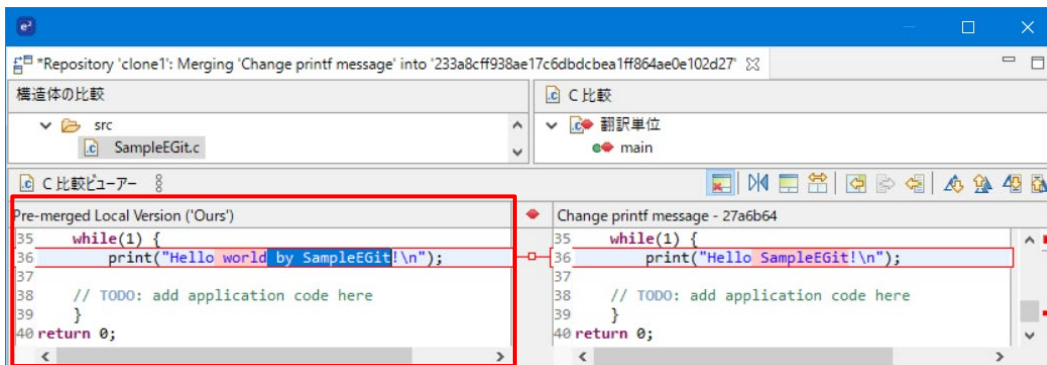 e²
*Repository 'clone1': Merging 'Change printf message' into '233a8cff938ae17c6dbdcbea1ff864ae0e102d27'
構造体の比較
C 比較
src
SampleEGit.c
翻訳単位
main
C 比較ビューアー
Pre-merged Local Version ('Ours')
Change printf message - 27a6b64
35 while(1) {
36 print("Hello world by SampleEGit!\n");
37
38 // TODO: add application code here
39 }
40 return 0;
35 while(1) {
36 print("Hello SampleEGit!\n");
37
38 // TODO: add application code here
39 }
40 return 0;